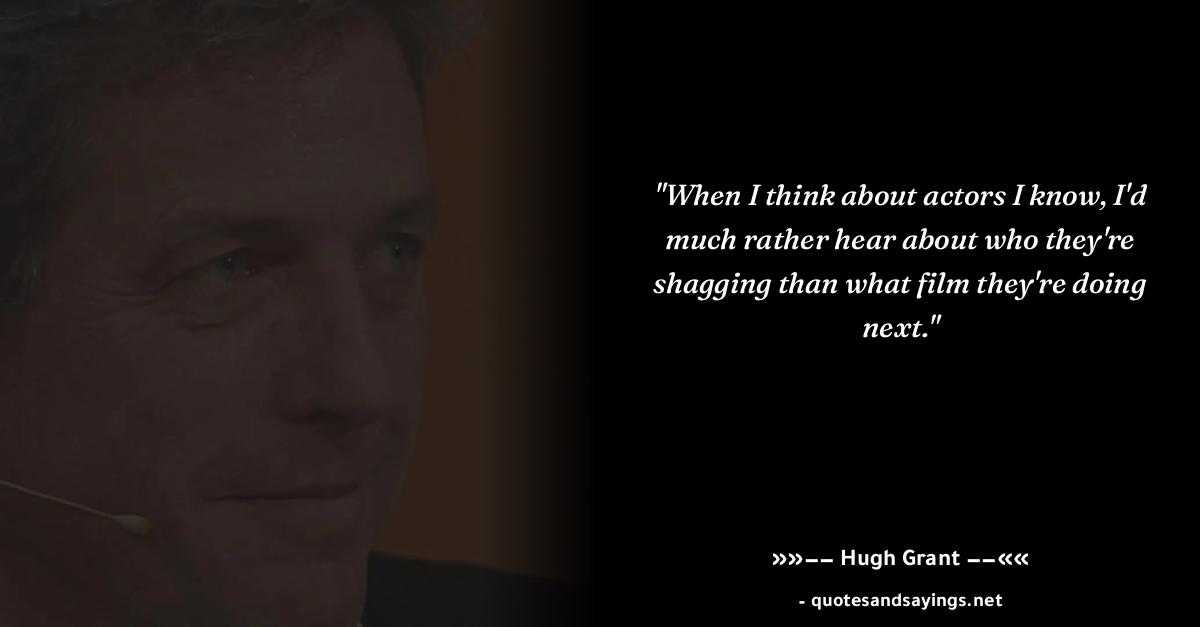 "When I think about actors I know, I'd
much rather hear about who they're
shagging than what film they're doing
next."
»»–– Hugh Grant ––««
- quotesandsayings.net